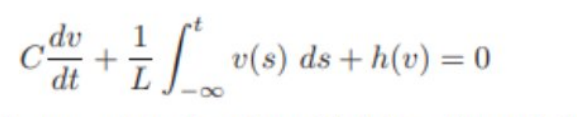 C dv/dt + 1/L ∫_{-∞}^{t} v(s) ds + h(v) = 0